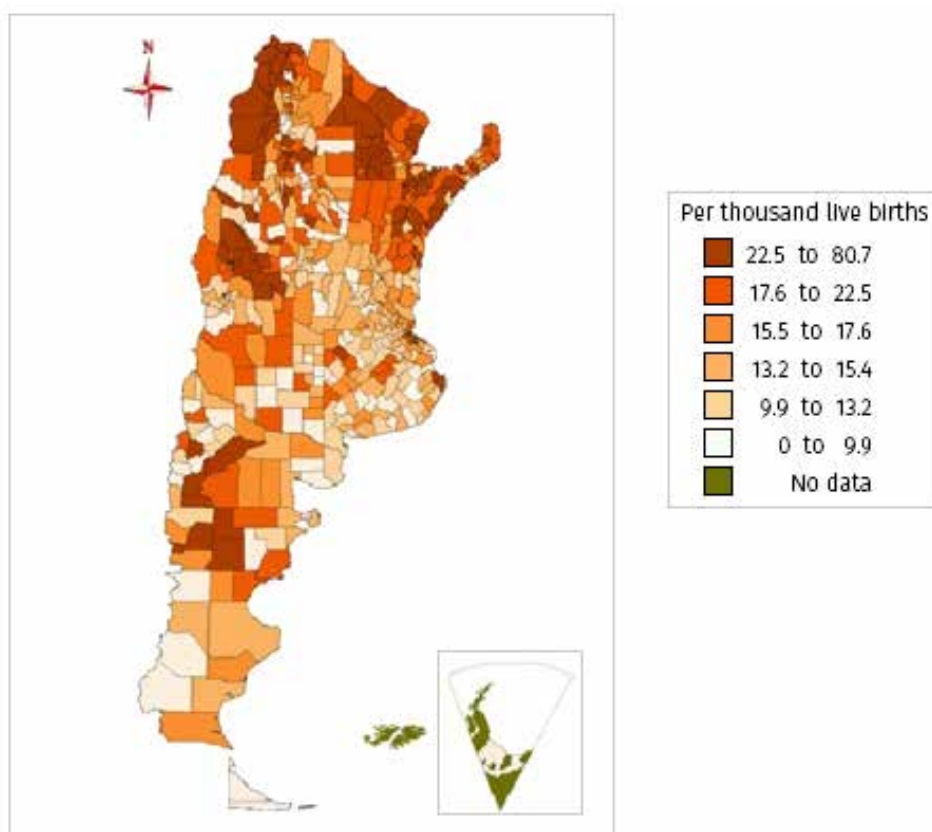 N
Per thousand live births
22.5 to 80.7
17.6 to 22.5
15.5 to 17.6
13.2 to 15.4
9.9 to 13.2
0 to 9.9
No data